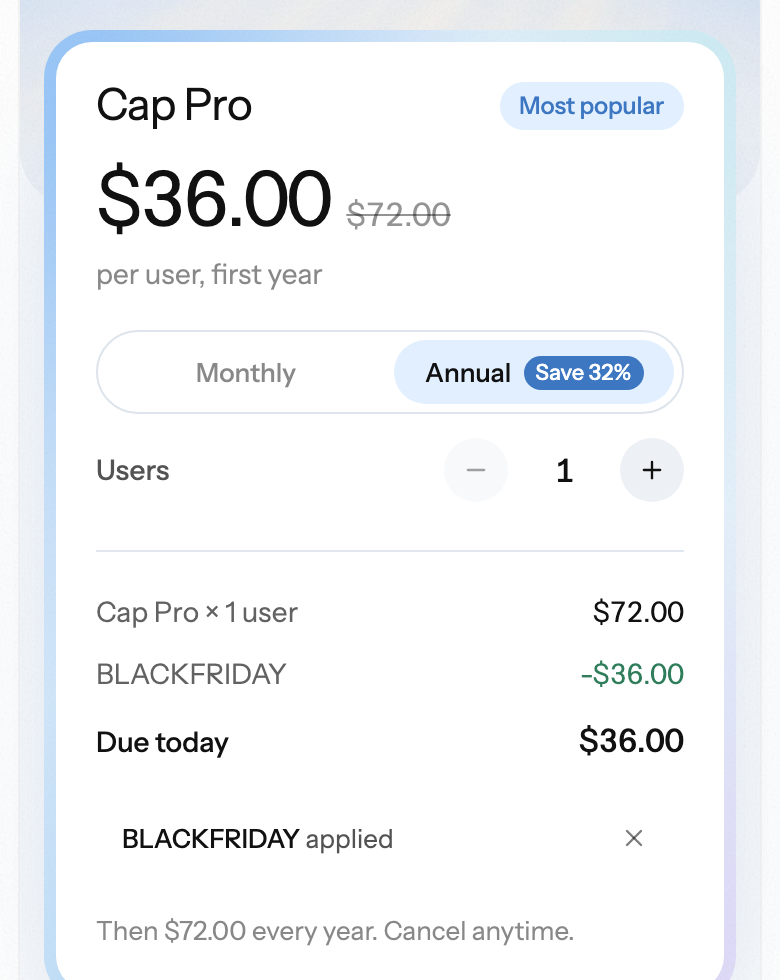 Cap Pro
Most popular
$36.00 $72.00
per user, first year
Monthly
Annual Save 32%
Users
− 1 +
Cap Pro × 1 user $72.00
BLACKFRIDAY -$36.00
Due today $36.00
BLACKFRIDAY applied ×
Then $72.00 every year. Cancel anytime.